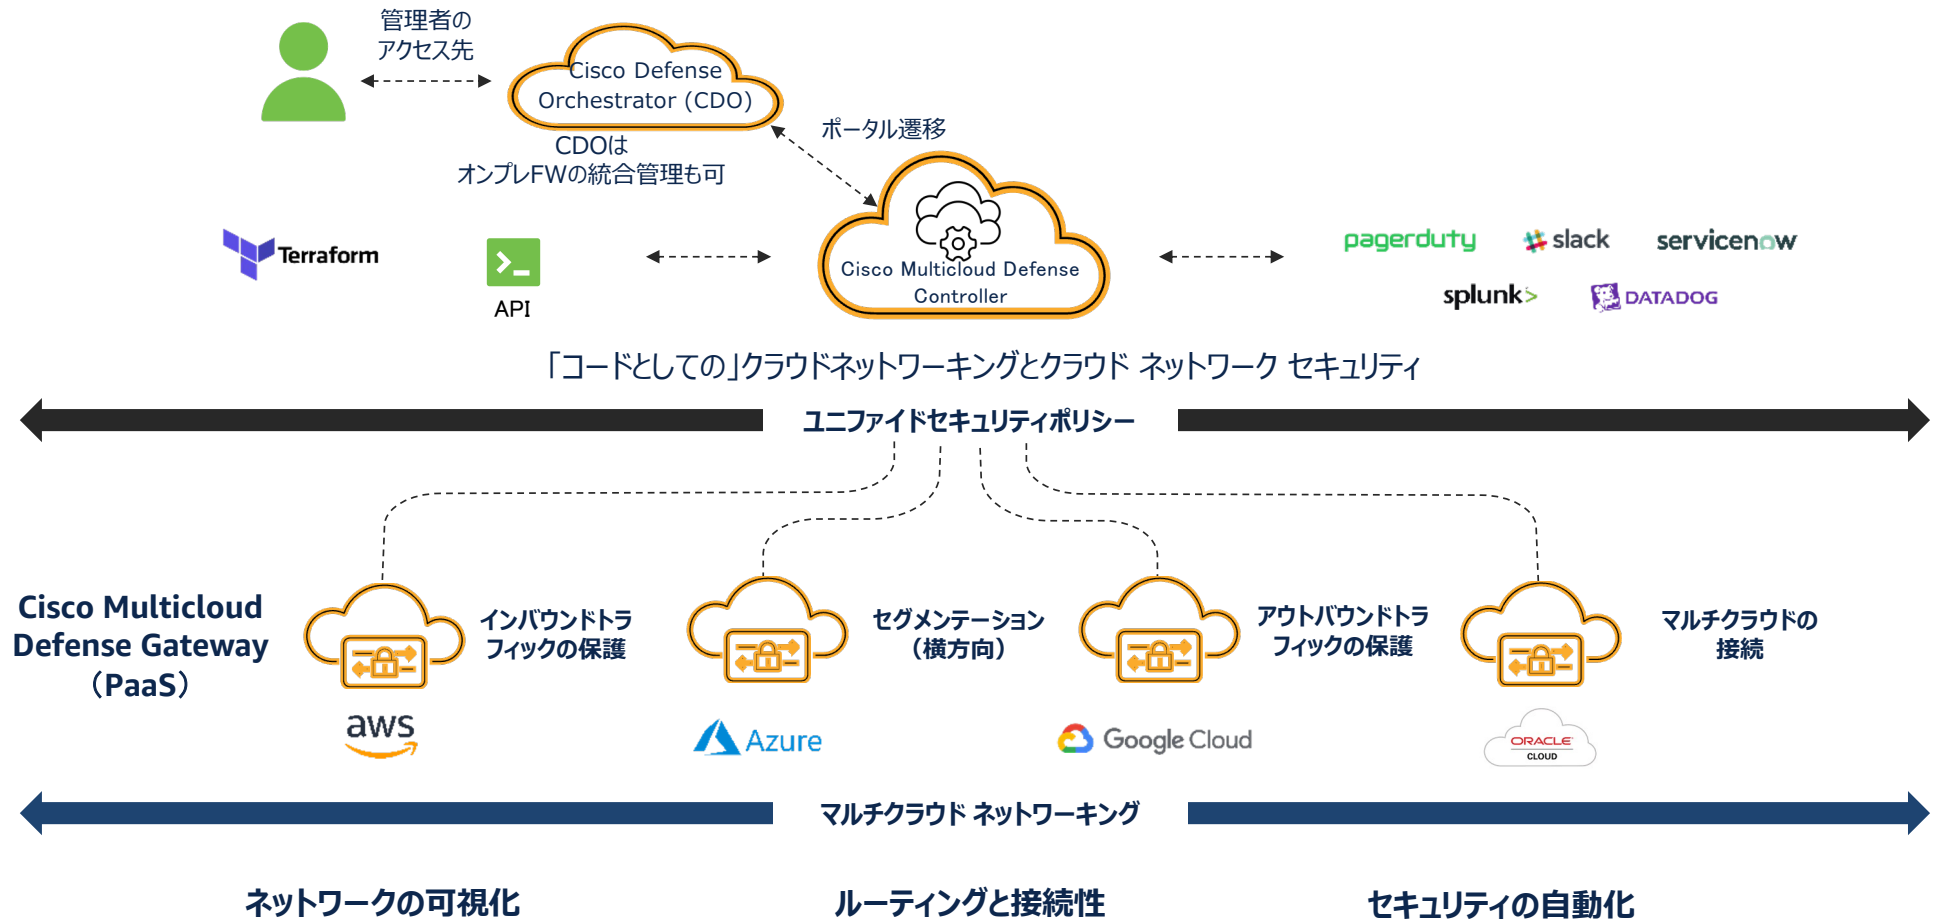 管理者の
アクセス先
Cisco Defense
Orchestrator (CDO)
CDOは
オンプレFWの統合管理も可
ポータル遷移
Terraform
API
Cisco Multicloud Defense
Controller
pagerduty
slack
servicenow
splunk>
DATADOG
「コードとしての」クラウドネットワーキングとクラウド ネットワーク セキュリティ
ユニファイドセキュリティポリシー
Cisco Multicloud
Defense Gateway
（PaaS）
インバウンドトラ
フィックの保護
セグメンテーション
（横方向）
アウトバウンドトラ
フィックの保護
マルチクラウドの
接続
aws
Azure
Google Cloud
ORACLE
CLOUD
マルチクラウド ネットワーキング
ネットワークの可視化
ルーティングと接続性
セキュリティの自動化